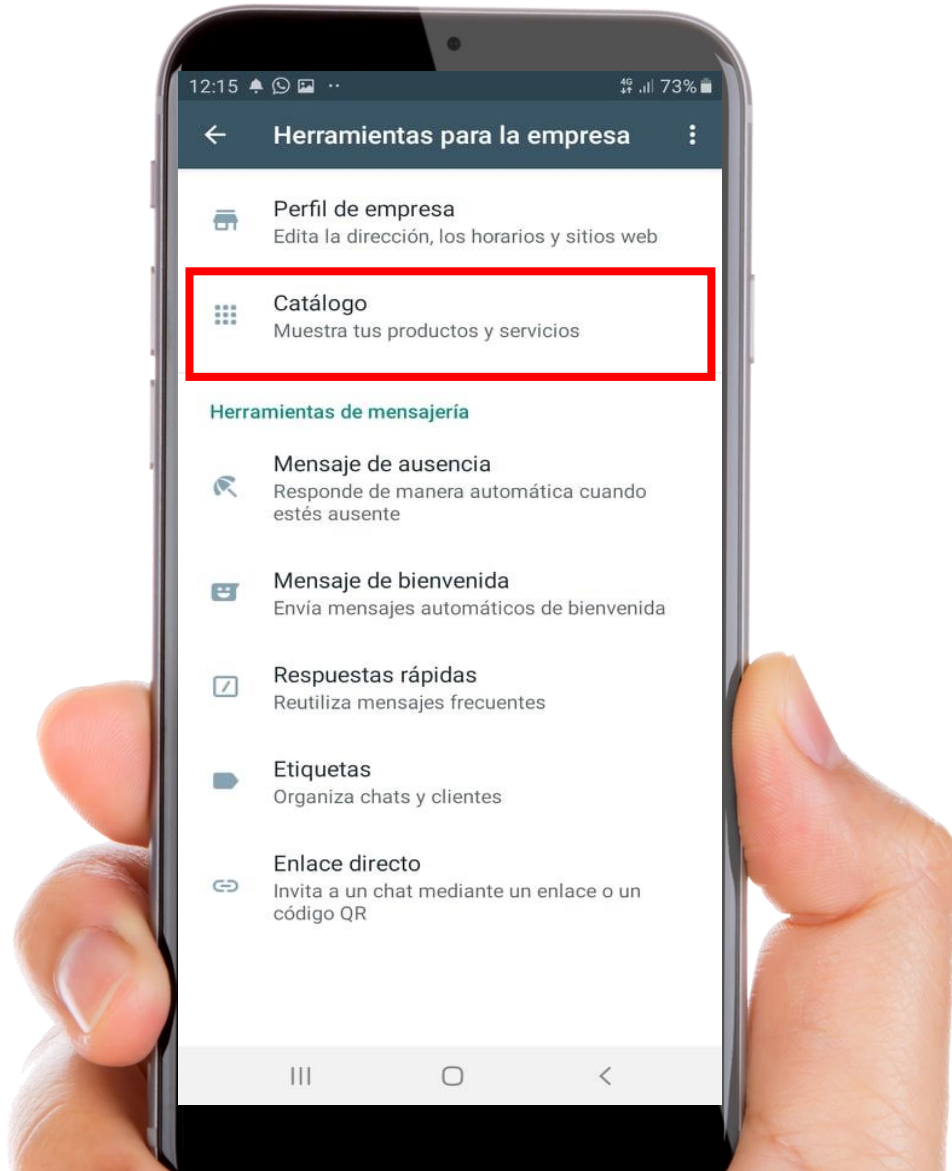 12:15 4G 73%
Herramientas para la empresa
Perfil de empresa
Edita la dirección, los horarios y sitios web
Catálogo
Muestra tus productos y servicios
Herramientas de mensajería
Mensaje de ausencia
Responde de manera automática cuando
estés ausente
Mensaje de bienvenida
Envía mensajes automáticos de bienvenida
Respuestas rápidas
Reutiliza mensajes frecuentes
Etiquetas
Organiza chats y clientes
Enlace directo
Invita a un chat mediante un enlace o un
código QR